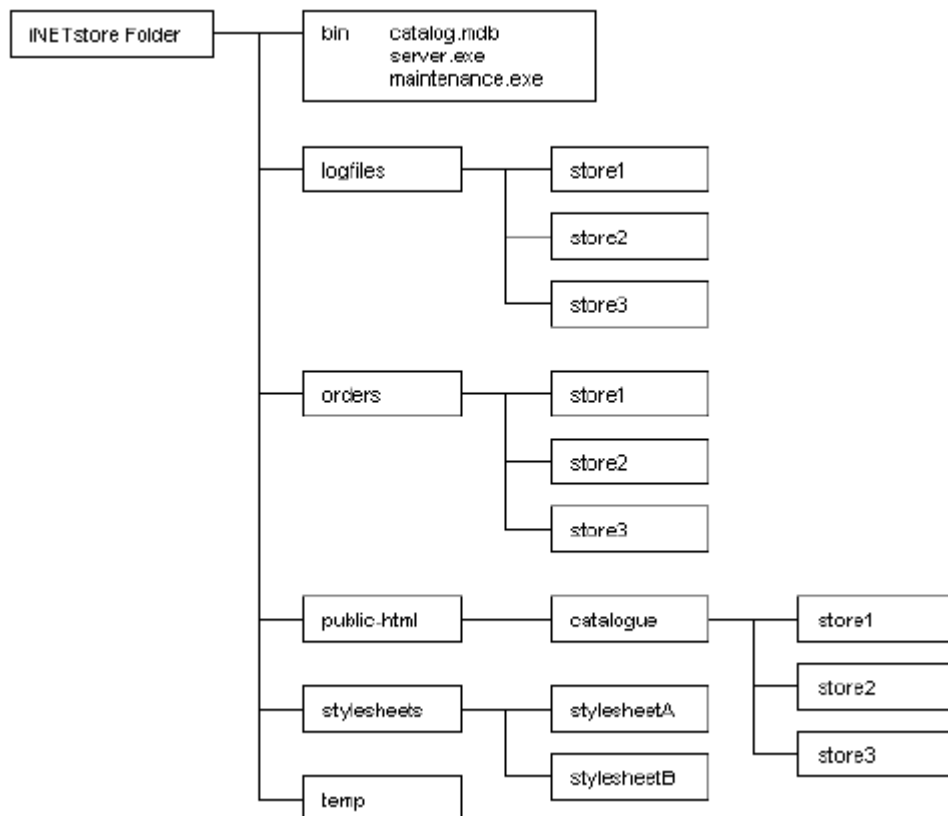 INETstore Folder
bin catalog.mdb
server.exe
maintenance.exe
logfiles
store1
store2
store3
orders
store1
store2
store3
public-html
catalogue
store1
store2
store3
stylesheets
stylesheetA
stylesheetB
temp